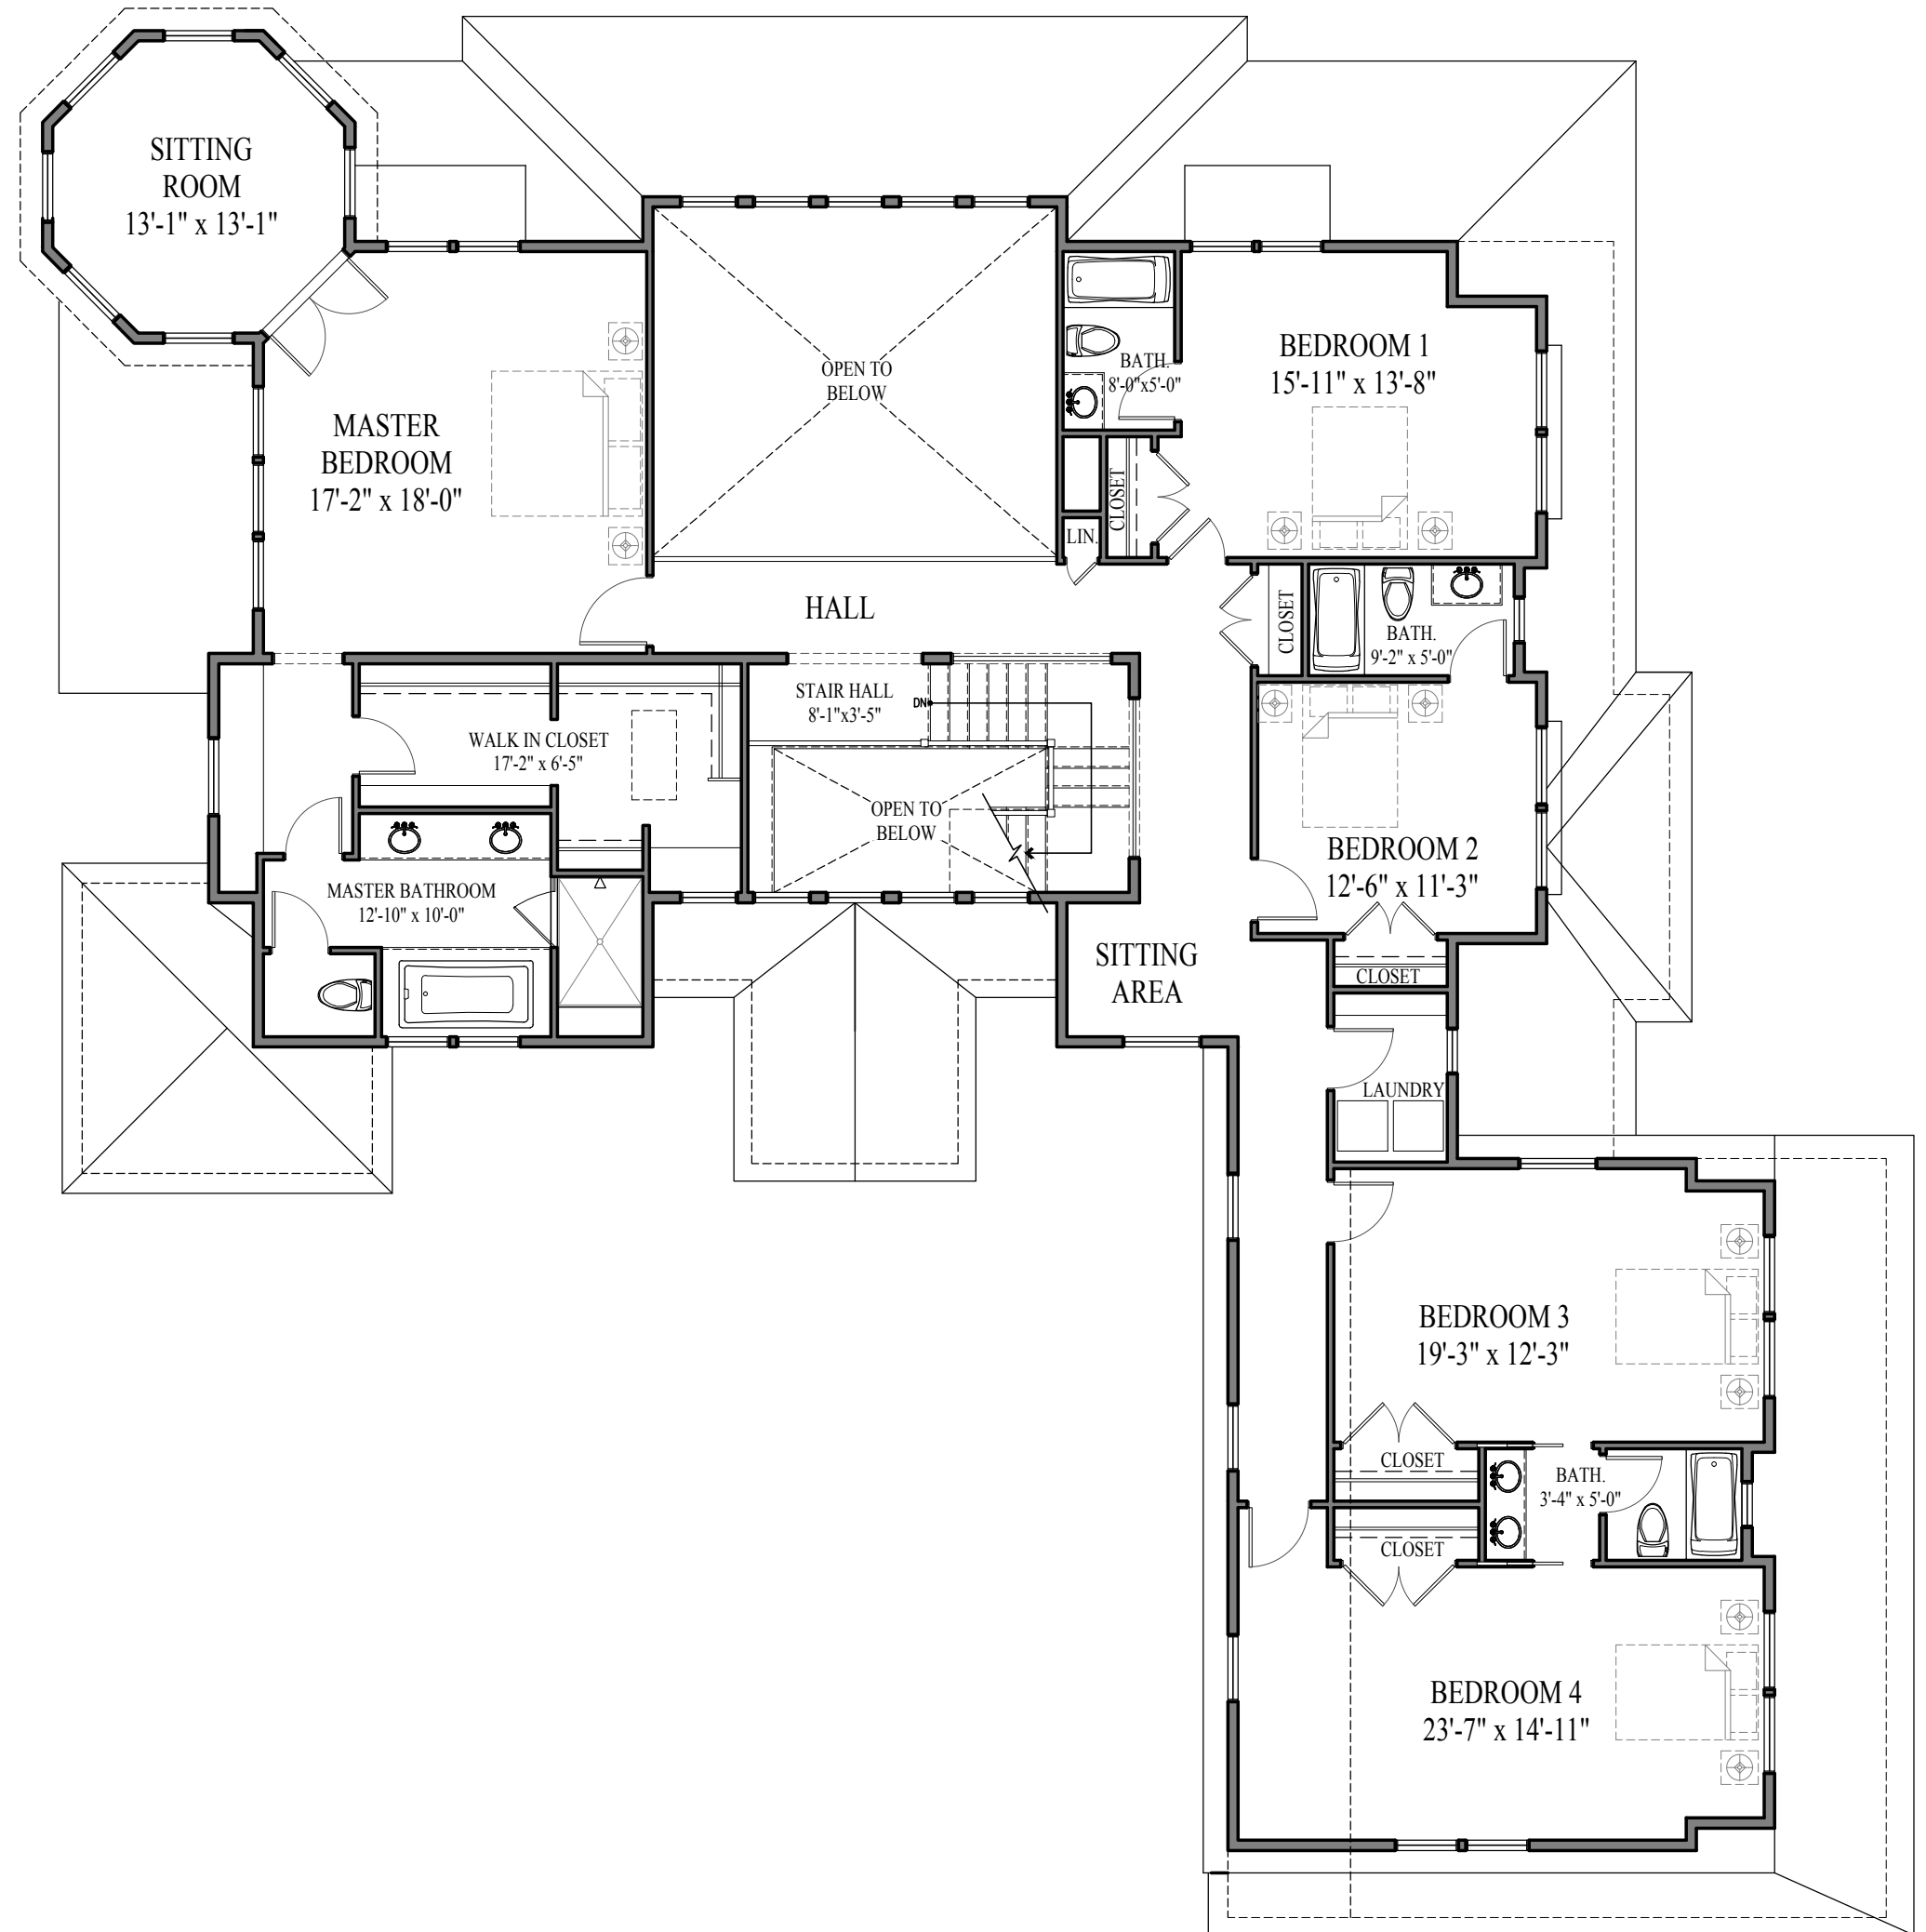 SITTING
ROOM
13'-1" x 13'-1"
MASTER
BEDROOM
17'-2" x 18'-0"
OPEN TO
BELOW
BATH.
8'-0"x5'-0"
BEDROOM 1
15'-11" x 13'-8"
CLOSET
LIN.
HALL
CLOSET
BATH.
9'-2" x 5'-0"
STAIR HALL
8'-1"x3'-5"
DN
WALK IN CLOSET
17'-2" x 6'-5"
OPEN TO
BELOW
BEDROOM 2
12'-6" x 11'-3"
MASTER BATHROOM
12'-10" x 10'-0"
SITTING
AREA
CLOSET
LAUNDRY
BEDROOM 3
19'-3" x 12'-3"
CLOSET
BATH.
3'-4" x 5'-0"
CLOSET
BEDROOM 4
23'-7" x 14'-11"